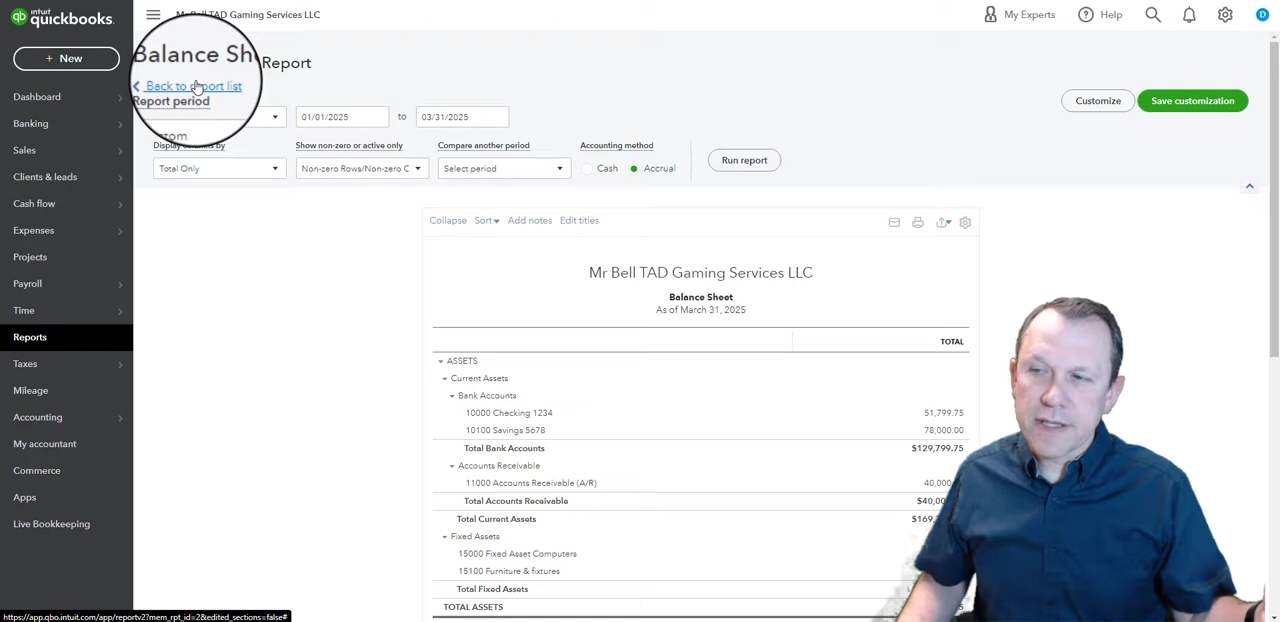 intuit
quickbooks.
Mr Bell TAD Gaming Services LLC
My Experts
Help
D
+ New
Dashboard
Banking
Sales
Clients & leads
Cash flow
Expenses
Projects
Payroll
Time
Reports
Taxes
Mileage
Accounting
My accountant
Commerce
Apps
Live Bookkeeping
Balance Sh Report
Back to report list
Report period
01/01/2025 to 03/31/2025
Customize
Save customization
Display columns by
Show non-zero or active only
Compare another period
Accounting method
Total Only
Non-zero Rows/Non-zero C
Select period
Cash
Accrual
Run report
Collapse Sort Add notes Edit titles
Mr Bell TAD Gaming Services LLC
Balance Sheet
As of March 31, 2025
TOTAL
ASSETS
Current Assets
Bank Accounts
10000 Checking 1234 51,799.75
10100 Savings 5678 78,000.00
Total Bank Accounts $129,799.75
Accounts Receivable
11000 Accounts Receivable (A/R) 40,000
Total Accounts Receivable $40,00
Total Current Assets $169,
Fixed Assets
15000 Fixed Asset Computers
15100 Furniture & fixtures
Total Fixed Assets
TOTAL ASSETS
https://app.qbo.intuit.com/app/reportv2?mem_rpt_id=2&edited_sections=false#